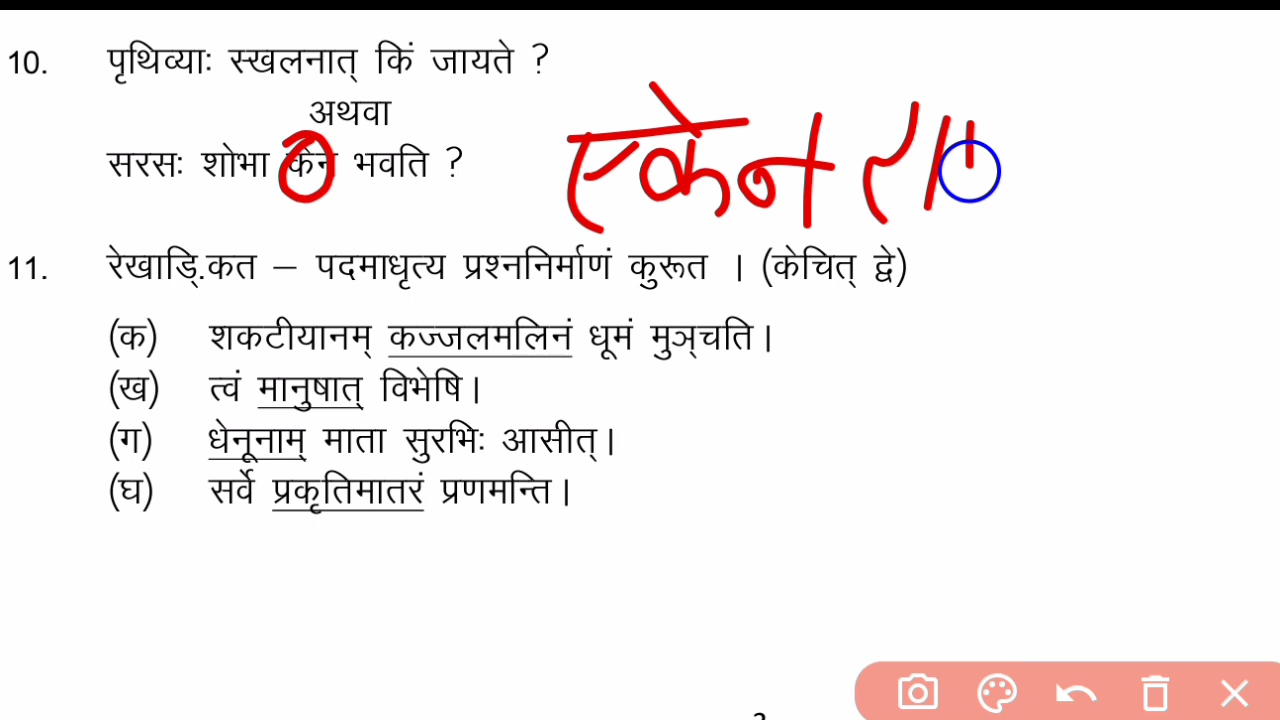 10. पृथिव्याः स्खलनात् किं जायते ?
अथवा
सरसः शोभा केन भवति ?
एकेन रा
11. रेखाड़ि.कत – पदमाधृत्य प्रश्ननिर्माणं कुरूत । (केचित् द्वे)
(क) शकटीयानम् कज्जलमलिनं धूमं मुञ्चति।
(ख) त्वं मानुषात् विभेषि।
(ग) धेनूनाम् माता सुरभिः आसीत्।
(घ) सर्वे प्रकृतिमातरं प्रणमन्ति।